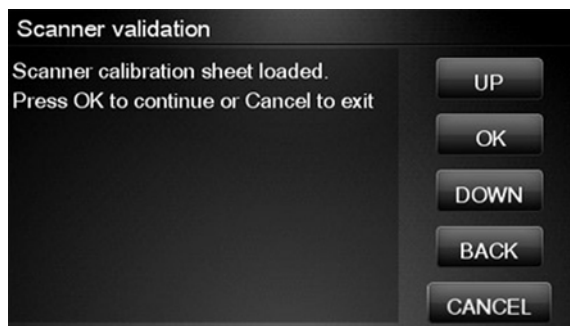 Scanner validation
Scanner calibration sheet loaded.
Press OK to continue or Cancel to exit
UP
OK
DOWN
BACK
CANCEL